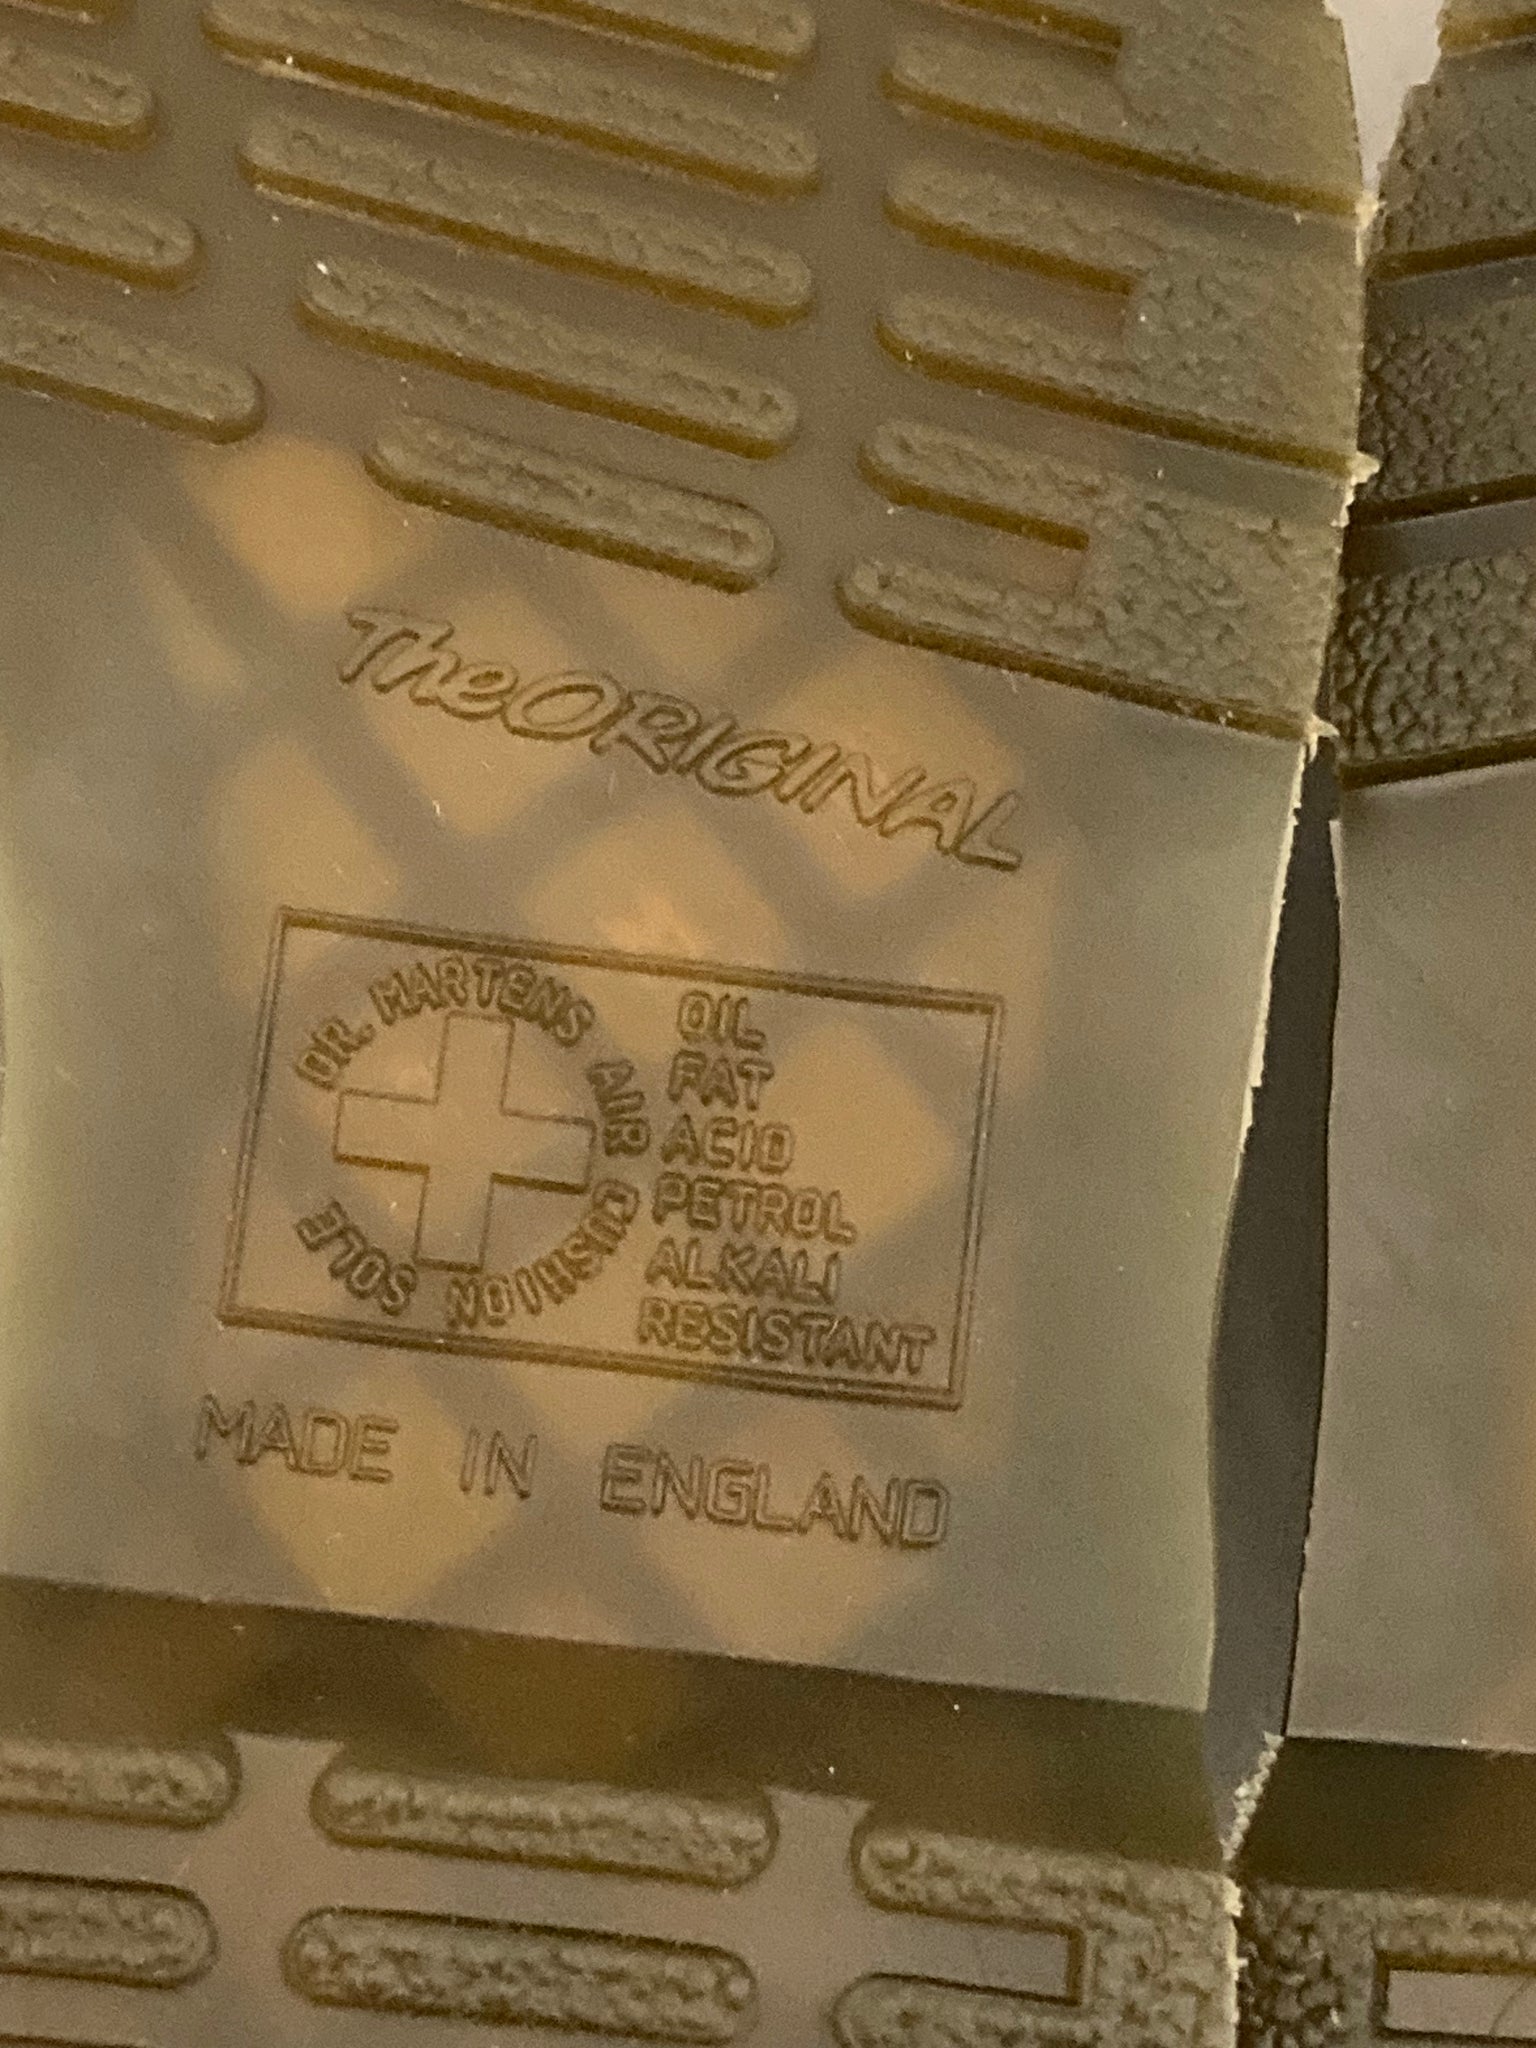 TheORIGINAL
DR. MARTENS AIR CUSHION SOLE
OIL
FAT
ACID
PETROL
ALKALI
RESISTANT
MADE IN ENGLAND